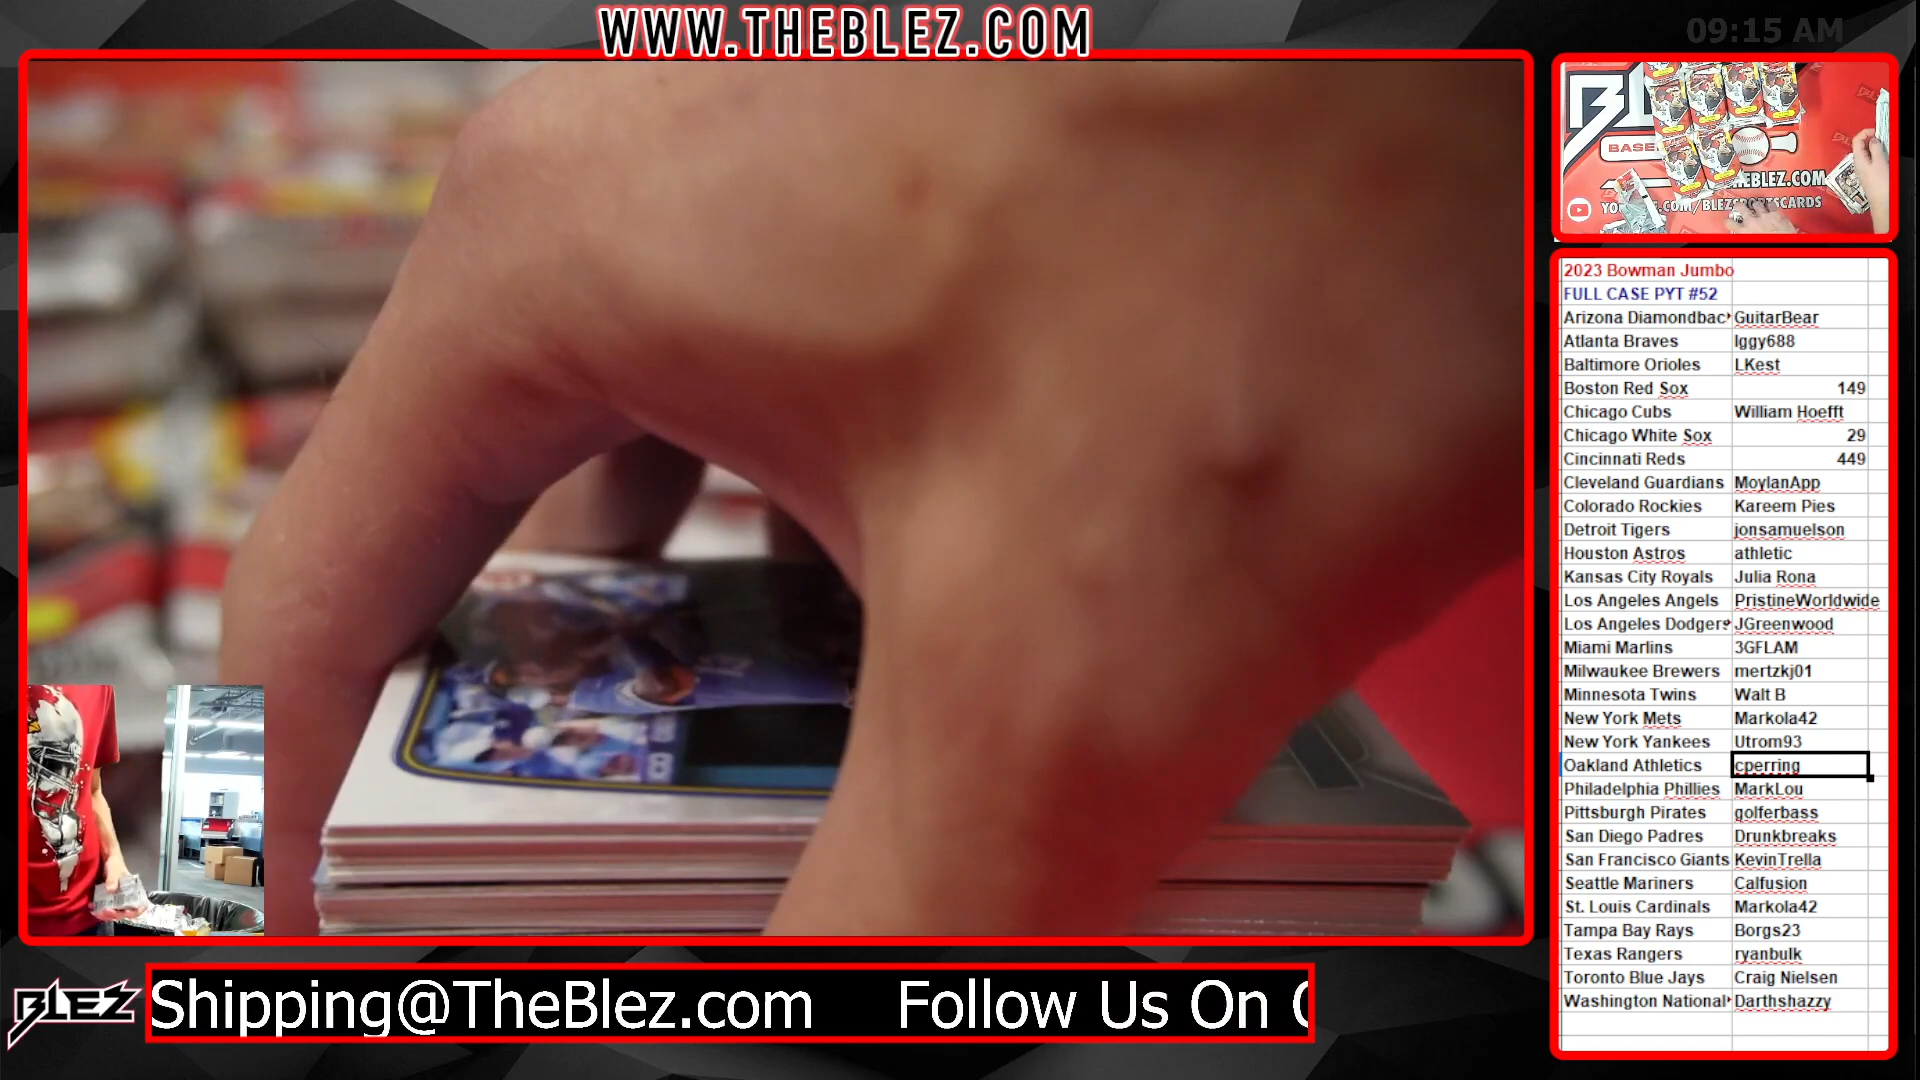 WWW.THEBLEZ.COM
09:15 AM
BASE
THEBLEZ.COM
2023 Bowman Jumbo
FULL CASE PYT #52
Arizona Diamondbac GuitarBear
Atlanta Braves Iggy688
Baltimore Orioles LKest
Boston Red Sox 149
Chicago Cubs William Hoefft
Chicago White Sox 29
Cincinnati Reds 449
Cleveland Guardians MoylanApp
Colorado Rockies Kareem Pies
Detroit Tigers jonsamuelson
Houston Astros athletic
Kansas City Royals Julia Rona
Los Angeles Angels PristineWorldwide
Los Angeles Dodgers JGreenwood
Miami Marlins 3GFLAM
Milwaukee Brewers mertzkj01
Minnesota Twins Walt B
New York Mets Markola42
New York Yankees Utrom93
Oakland Athletics cperring
Philadelphia Phillies MarkLou
Pittsburgh Pirates golferbass
San Diego Padres Drunkbreaks
San Francisco Giants KevinTrella
Seattle Mariners Calfusion
St. Louis Cardinals Markola42
Tampa Bay Rays Borgs23
Texas Rangers ryanbulk
Toronto Blue Jays Craig Nielsen
Washington National Darthshazzy
BLEZ
Shipping@TheBlez.com Follow Us On